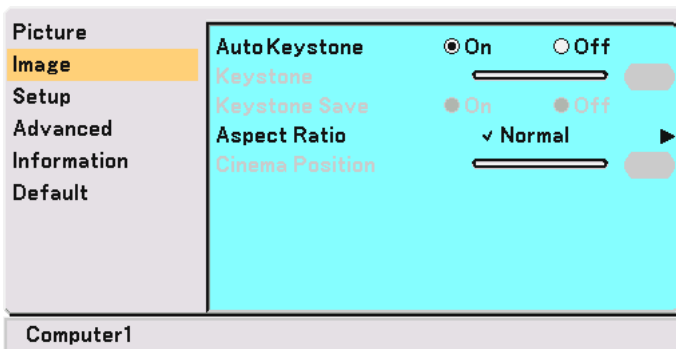 Picture
Image
Setup
Advanced
Information
Default
Auto Keystone On Off
Keystone
Keystone Save On Off
Aspect Ratio Normal
Cinema Position
Computer1